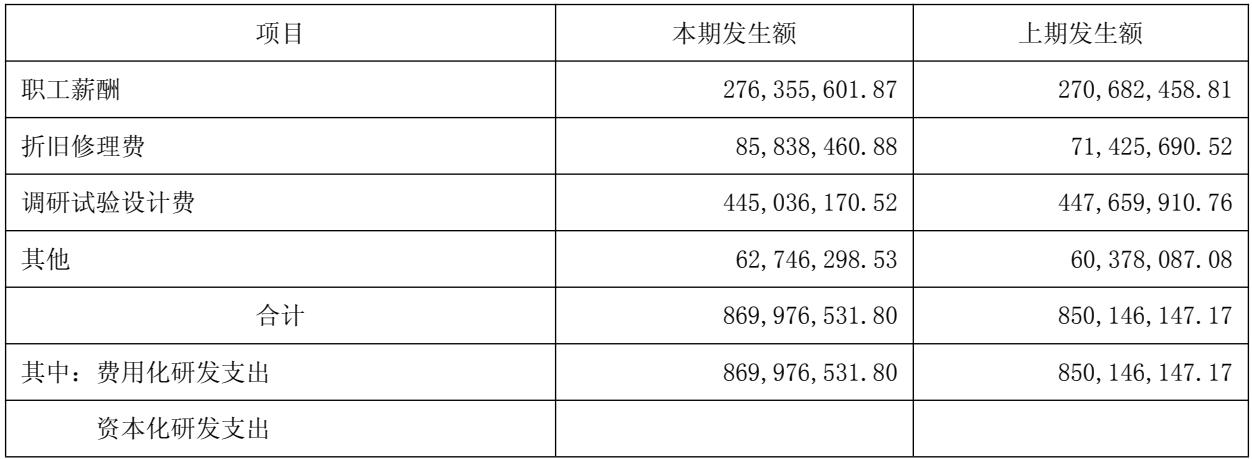 项目 本期发生额 上期发生额
职工薪酬 276,355,601.87 270,682,458.81
折旧修理费 85,838,460.88 71,425,690.52
调研试验设计费 445,036,170.52 447,659,910.76
其他 62,746,298.53 60,378,087.08
合计 869,976,531.80 850,146,147.17
其中：费用化研发支出 869,976,531.80 850,146,147.17
资本化研发支出